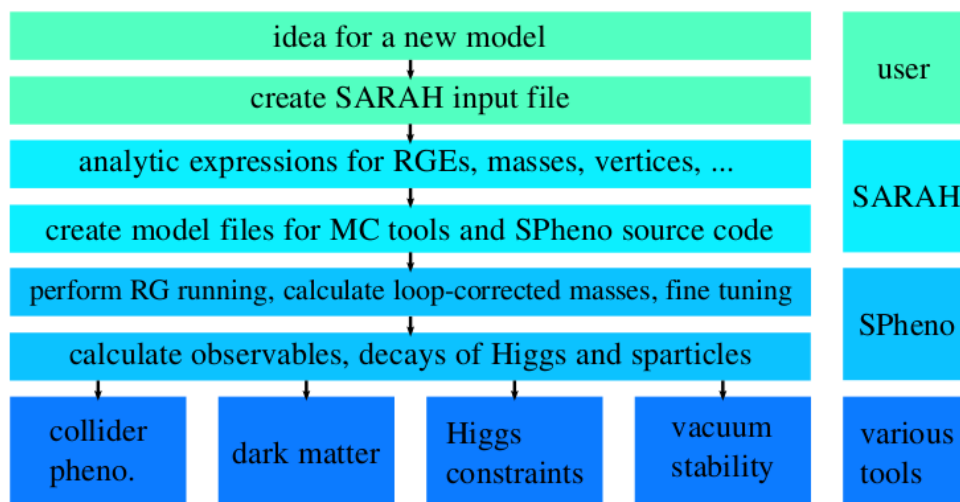 idea for a new model
user
create SARAH input file
analytic expressions for RGEs, masses, vertices, ...
SARAH
create model files for MC tools and SPheno source code
perform RG running, calculate loop-corrected masses, fine tuning
SPheno
calculate observables, decays of Higgs and sparticles
collider
pheno.
dark matter
Higgs
constraints
vacuum
stability
various
tools